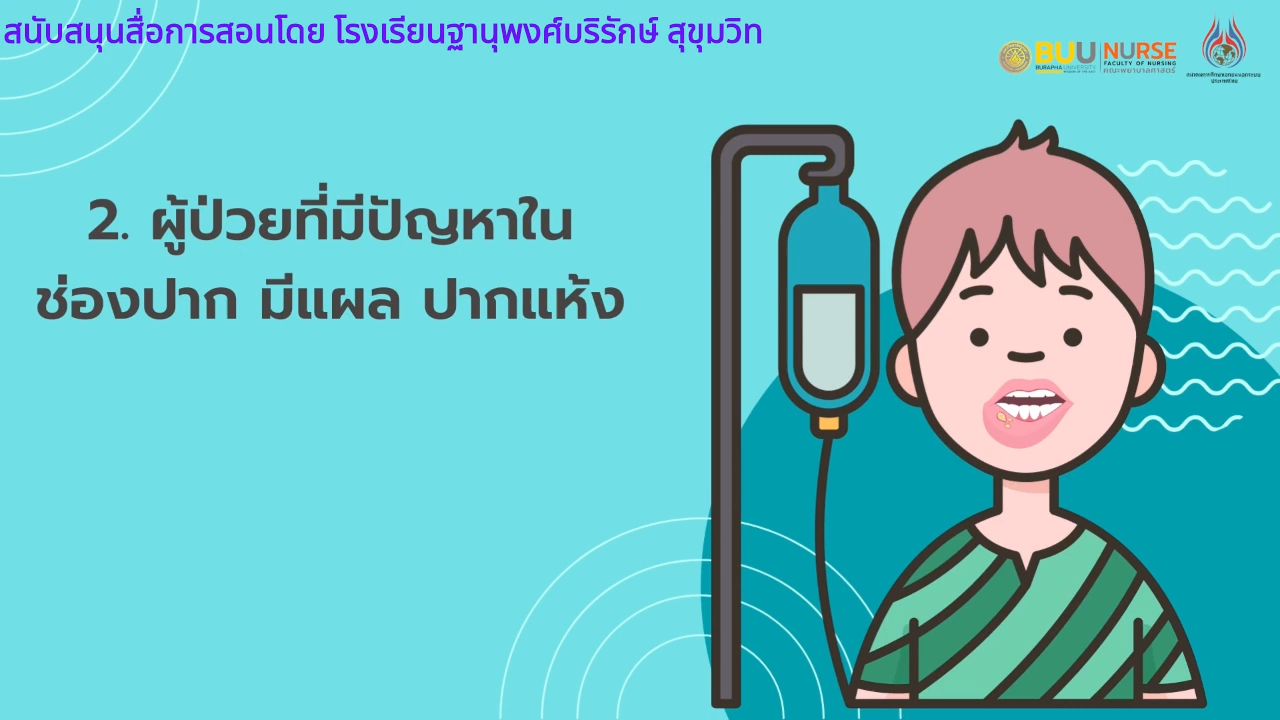 สนับสนุนสื่อการสอนโดย โรงเรียนฐานุพงศ์บริรักษ์ สุขุมวิท
BUU NURSE
BURAPHA UNIVERSITY FACULTY OF NURSING
คณะพยาบาลศาสตร์
2. ผู้ป่วยที่มีปัญหาใน
ช่องปาก มีแผล ปากแห้ง